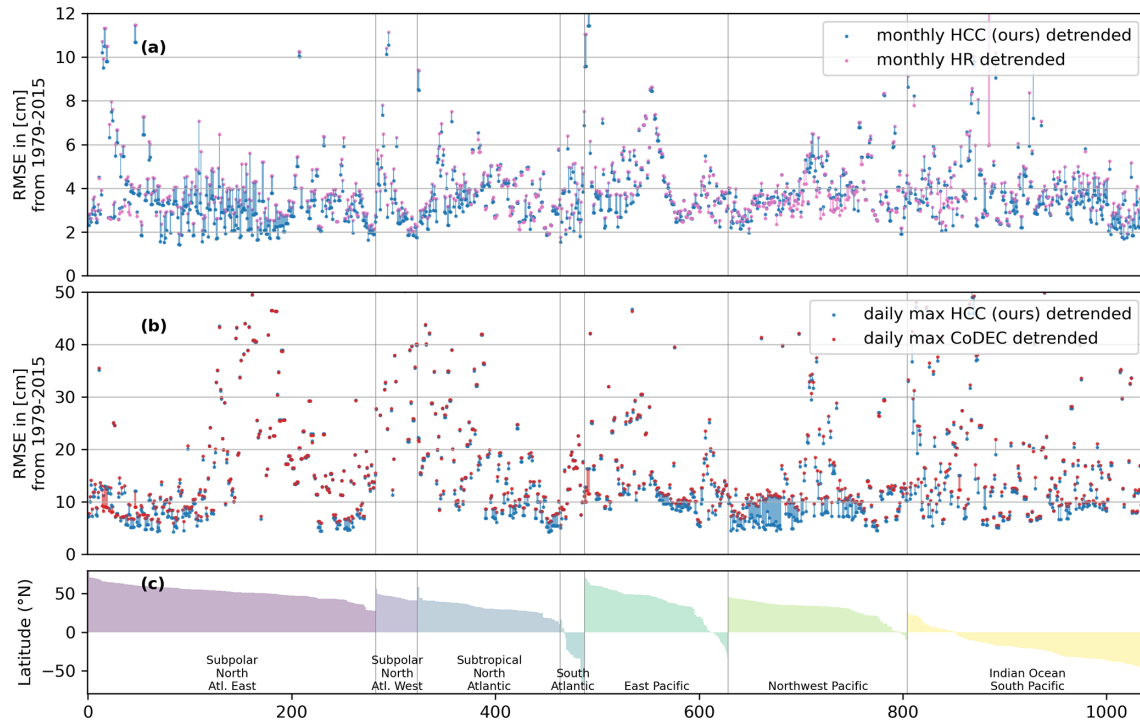 12
10
8
6
4
2
0
RMSE in [cm]
from 1979-2015
(a)
monthly HCC (ours) detrended
monthly HR detrended
50
40
30
20
10
0
RMSE in [cm]
from 1979-2015
(b)
daily max HCC (ours) detrended
daily max CoDEC detrended
50
0
−50
Latitude (°N)
(c)
Subpolar
North
Atl. East
Subpolar
North
Atl. West
Subtropical
North
Atlantic
South
Atlantic
East Pacific
Northwest Pacific
Indian Ocean
South Pacific
0
200
400
600
800
1000